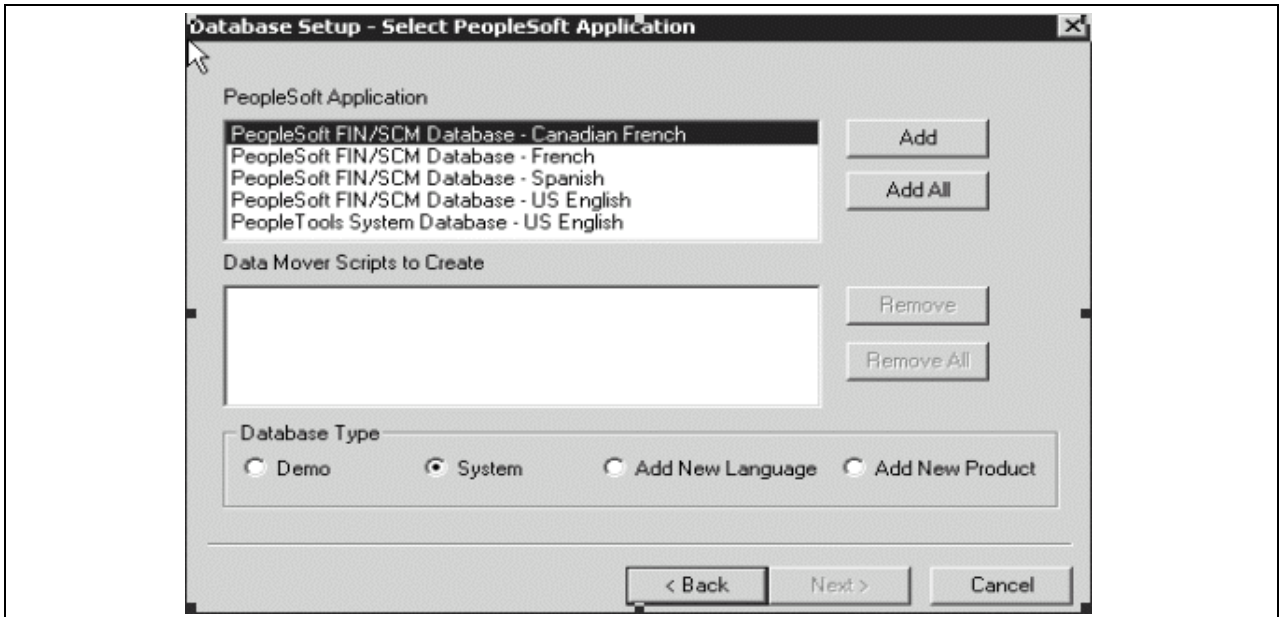 Database Setup - Select PeopleSoft Application
PeopleSoft Application
PeopleSoft FIN/SCM Database - Canadian French
PeopleSoft FIN/SCM Database - French
PeopleSoft FIN/SCM Database - Spanish
PeopleSoft FIN/SCM Database - US English
PeopleTools System Database - US English
Add
Add All
Data Mover Scripts to Create
Remove
Remove All
Database Type
Demo System Add New Language Add New Product
< Back Next > Cancel